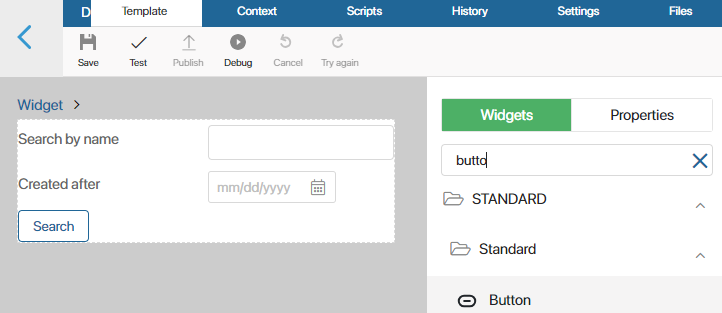 D Template Context Scripts History Settings Files
Save Test Publish Debug Cancel Try again
Widget >
Widgets Properties
Search by name
butto
Created after mm/dd/yyyy
STANDARD
Search
Standard
Button